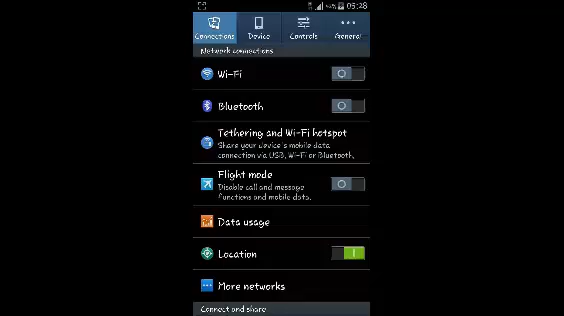 05:28
Connections Device Controls General
Network connections
Wi-Fi
Bluetooth
Tethering and Wi-Fi hotspot
Share your device's mobile data
connection via USB, Wi-Fi or Bluetooth.
Flight mode
Disable call and message
functions and mobile data.
Data usage
Location
More networks
Connect and share